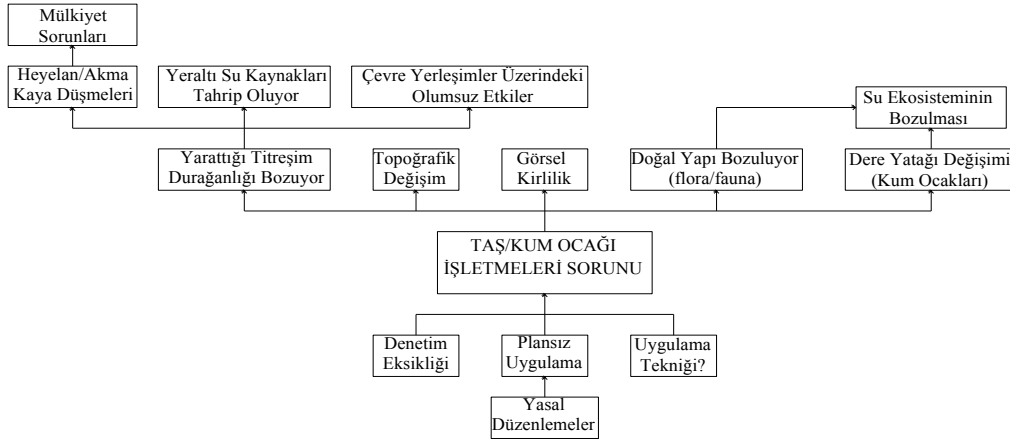 Mülkiyet
Sorunları
Heyelan/Akma
Kaya Düşmeleri
Yeraltı Su Kaynakları
Tahrip Oluyor
Çevre Yerleşimler Üzerindeki
Olumsuz Etkiler
Su Ekosisteminin
Bozulması
Yarattığı Titreşim
Durağanlığı Bozuyor
Topoğrafik
Değişim
Görsel
Kirlilik
Doğal Yapı Bozuluyor
(flora/fauna)
Dere Yatağı Değişimi
(Kum Ocakları)
TAŞ/KUM OCAĞI
İŞLETMELERİ SORUNU
Denetim
Eksikliği
Plansız
Uygulama
Uygulama
Tekniği?
Yasal
Düzenlemeler